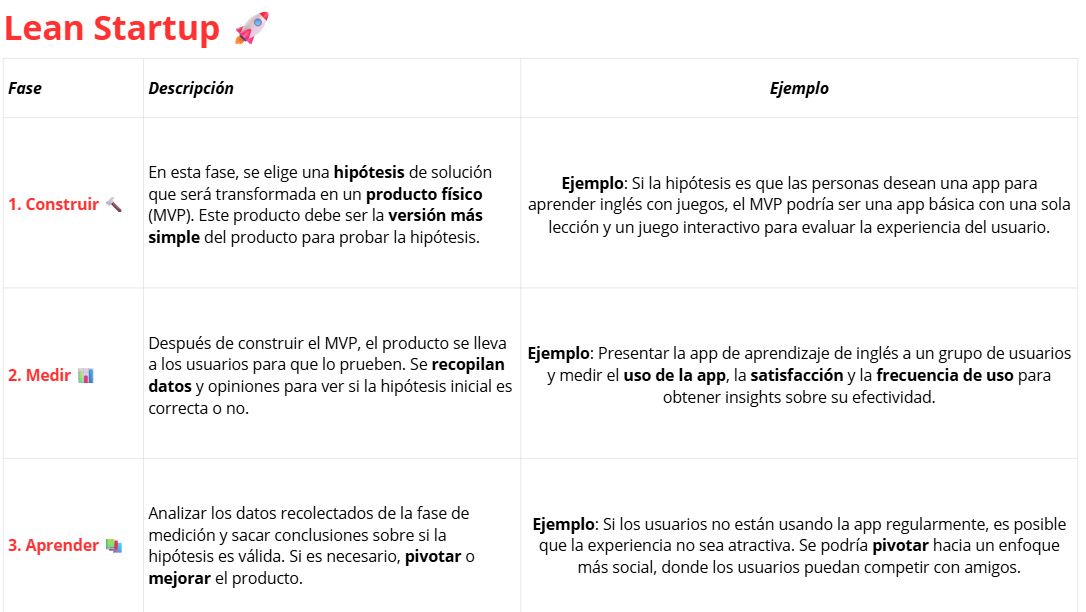 Lean Startup 🚀
Fase
Descripción
Ejemplo
1. Construir 🔨
En esta fase, se elige una hipótesis de solución
que será transformada en un producto físico
(MVP). Este producto debe ser la versión más
simple del producto para probar la hipótesis.
Ejemplo: Si la hipótesis es que las personas desean una app para
aprender inglés con juegos, el MVP podría ser una app básica con una sola
lección y un juego interactivo para evaluar la experiencia del usuario.
2. Medir 📊
Después de construir el MVP, el producto se lleva
a los usuarios para que lo prueben. Se recopilan
datos y opiniones para ver si la hipótesis inicial es
correcta o no.
Ejemplo: Presentar la app de aprendizaje de inglés a un grupo de usuarios
y medir el uso de la app, la satisfacción y la frecuencia de uso para
obtener insights sobre su efectividad.
3. Aprender 📚
Analizar los datos recolectados de la fase de
medición y sacar conclusiones sobre si la
hipótesis es válida. Si es necesario, pivotar o
mejorar el producto.
Ejemplo: Si los usuarios no están usando la app regularmente, es posible
que la experiencia no sea atractiva. Se podría pivotar hacia un enfoque
más social, donde los usuarios puedan competir con amigos.